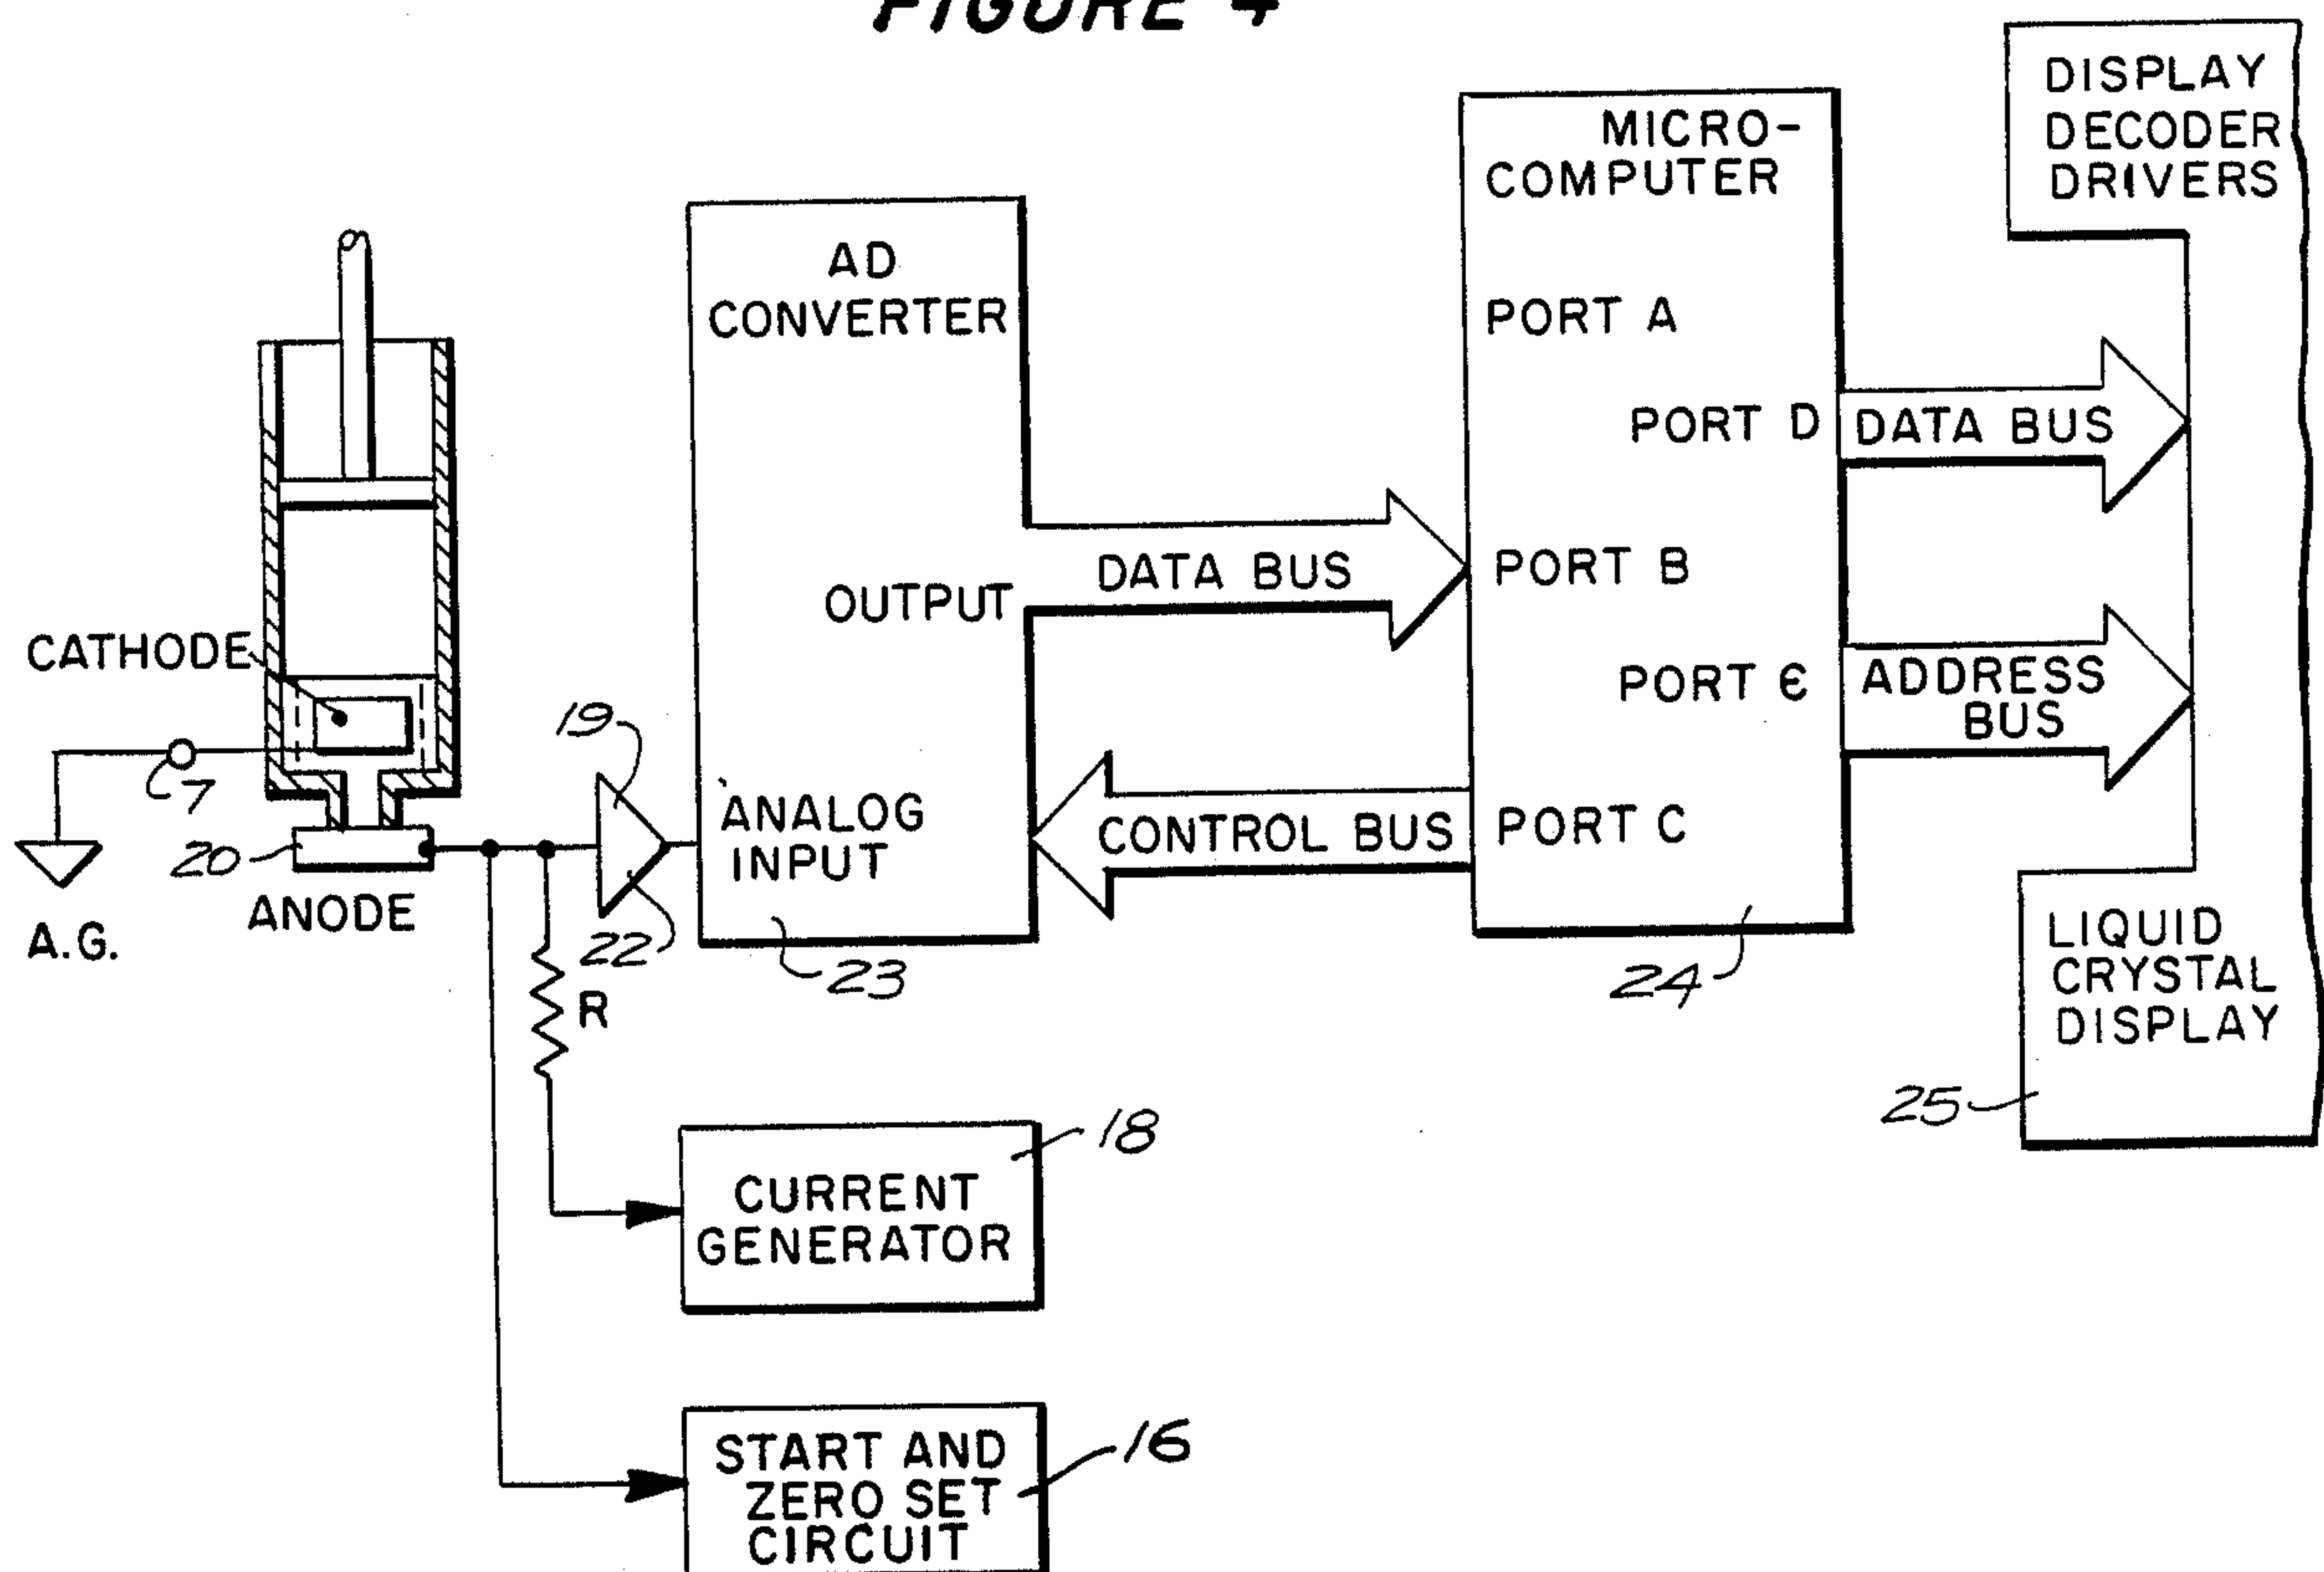 FIGURE 4
DISPLAY
DECODER
DRIVERS
MICRO-
COMPUTER
AD
CONVERTER
PORT A
PORT D
DATA BUS
DATA BUS
PORT B
OUTPUT
CATHODE
PORT E
ADDRESS
BUS
19
7
20
ANODE
A.G.
ANALOG
INPUT
CONTROL BUS
PORT C
22
23
24
R
LIQUID
CRYSTAL
DISPLAY
25
18
CURRENT
GENERATOR
START AND
ZERO SET
CIRCUIT
16